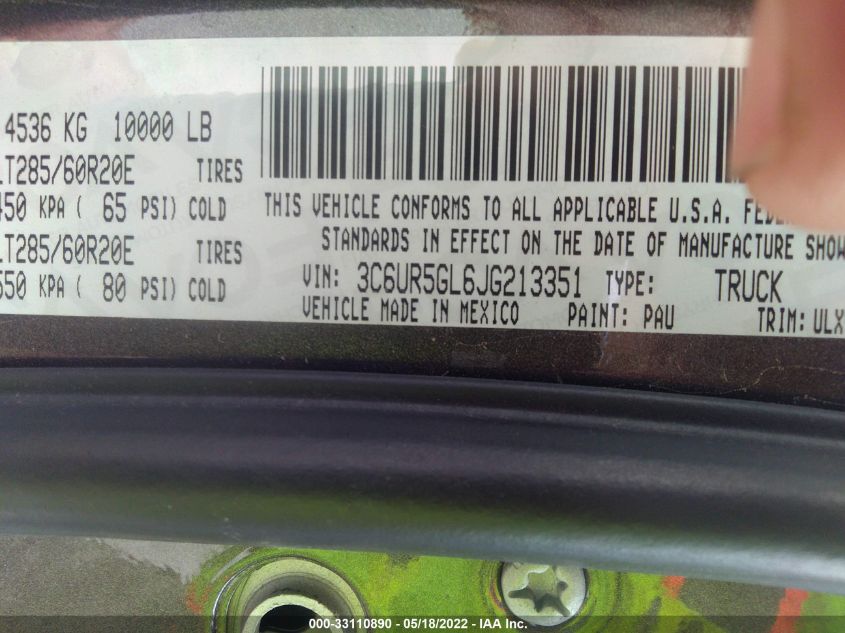 4536 KG 10000 LB
LT285/60R20E TIRES
450 KPA ( 65 PSI) COLD
LT285/60R20E TIRES
550 KPA ( 80 PSI) COLD
THIS VEHICLE CONFORMS TO ALL APPLICABLE U.S.A.
STANDARDS IN EFFECT ON THE DATE OF MANUFACTURE SHOW
VIN: 3C6UR5GL6JG213351 TYPE: TRUCK
VEHICLE MADE IN MEXICO PAINT: PAU TRIM: ULX
000-33110890 - 05/18/2022 - IAA Inc.